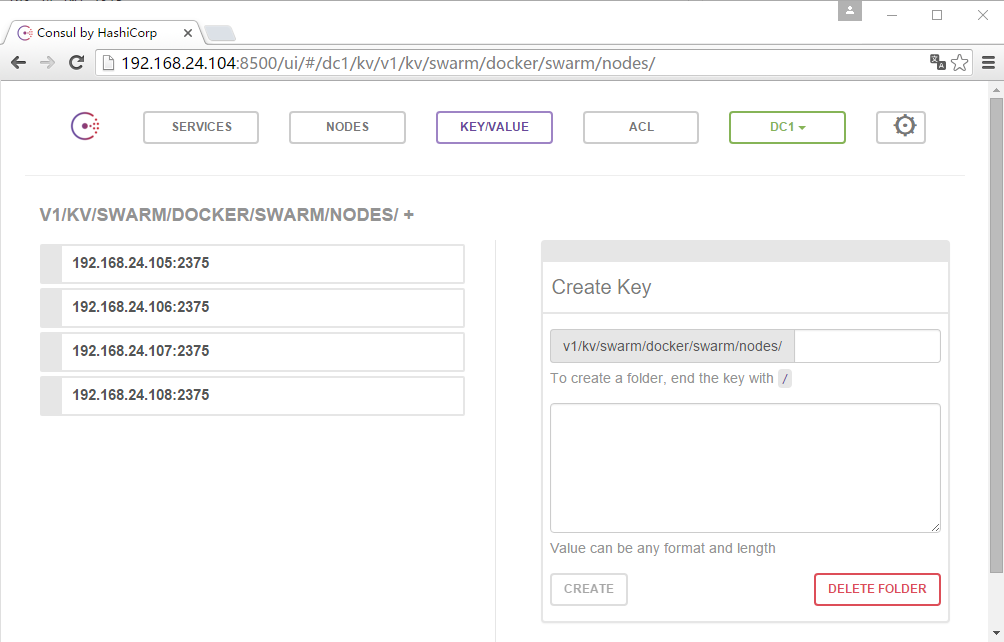 Consul by HashiCorp
192.168.24.104:8500/ui/#/dc1/kv/v1/kv/swarm/docker/swarm/nodes/
SERVICES NODES KEY/VALUE ACL DC1
V1/KV/SWARM/DOCKER/SWARM/NODES/ +
192.168.24.105:2375
192.168.24.106:2375
192.168.24.107:2375
192.168.24.108:2375
Create Key
v1/kv/swarm/docker/swarm/nodes/
To create a folder, end the key with /
Value can be any format and length
CREATE DELETE FOLDER